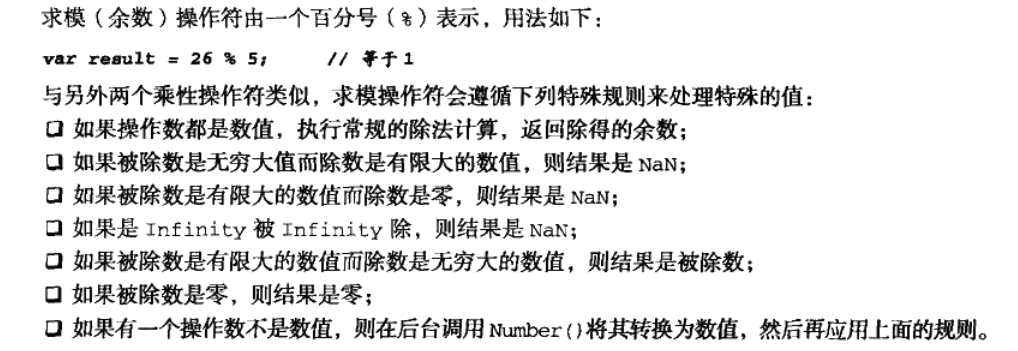 求模（余数）操作符由一个百分号（%）表示，用法如下：
var result = 26 % 5;    // 等于 1
与另外两个乘性操作符类似，求模操作符会遵循下列特殊规则来处理特殊的值：
❑ 如果操作数都是数值，执行常规的除法计算，返回除得的余数；
❑ 如果被除数是无穷大值而除数是有限大的数值，则结果是 NaN；
❑ 如果被除数是有限大的数值而除数是零，则结果是 NaN；
❑ 如果是 Infinity 被 Infinity 除，则结果是 NaN；
❑ 如果被除数是有限大的数值而除数是无穷大的数值，则结果是被除数；
❑ 如果被除数是零，则结果是零；
❑ 如果有一个操作数不是数值，则在后台调用 Number()将其转换为数值，然后再应用上面的规则。